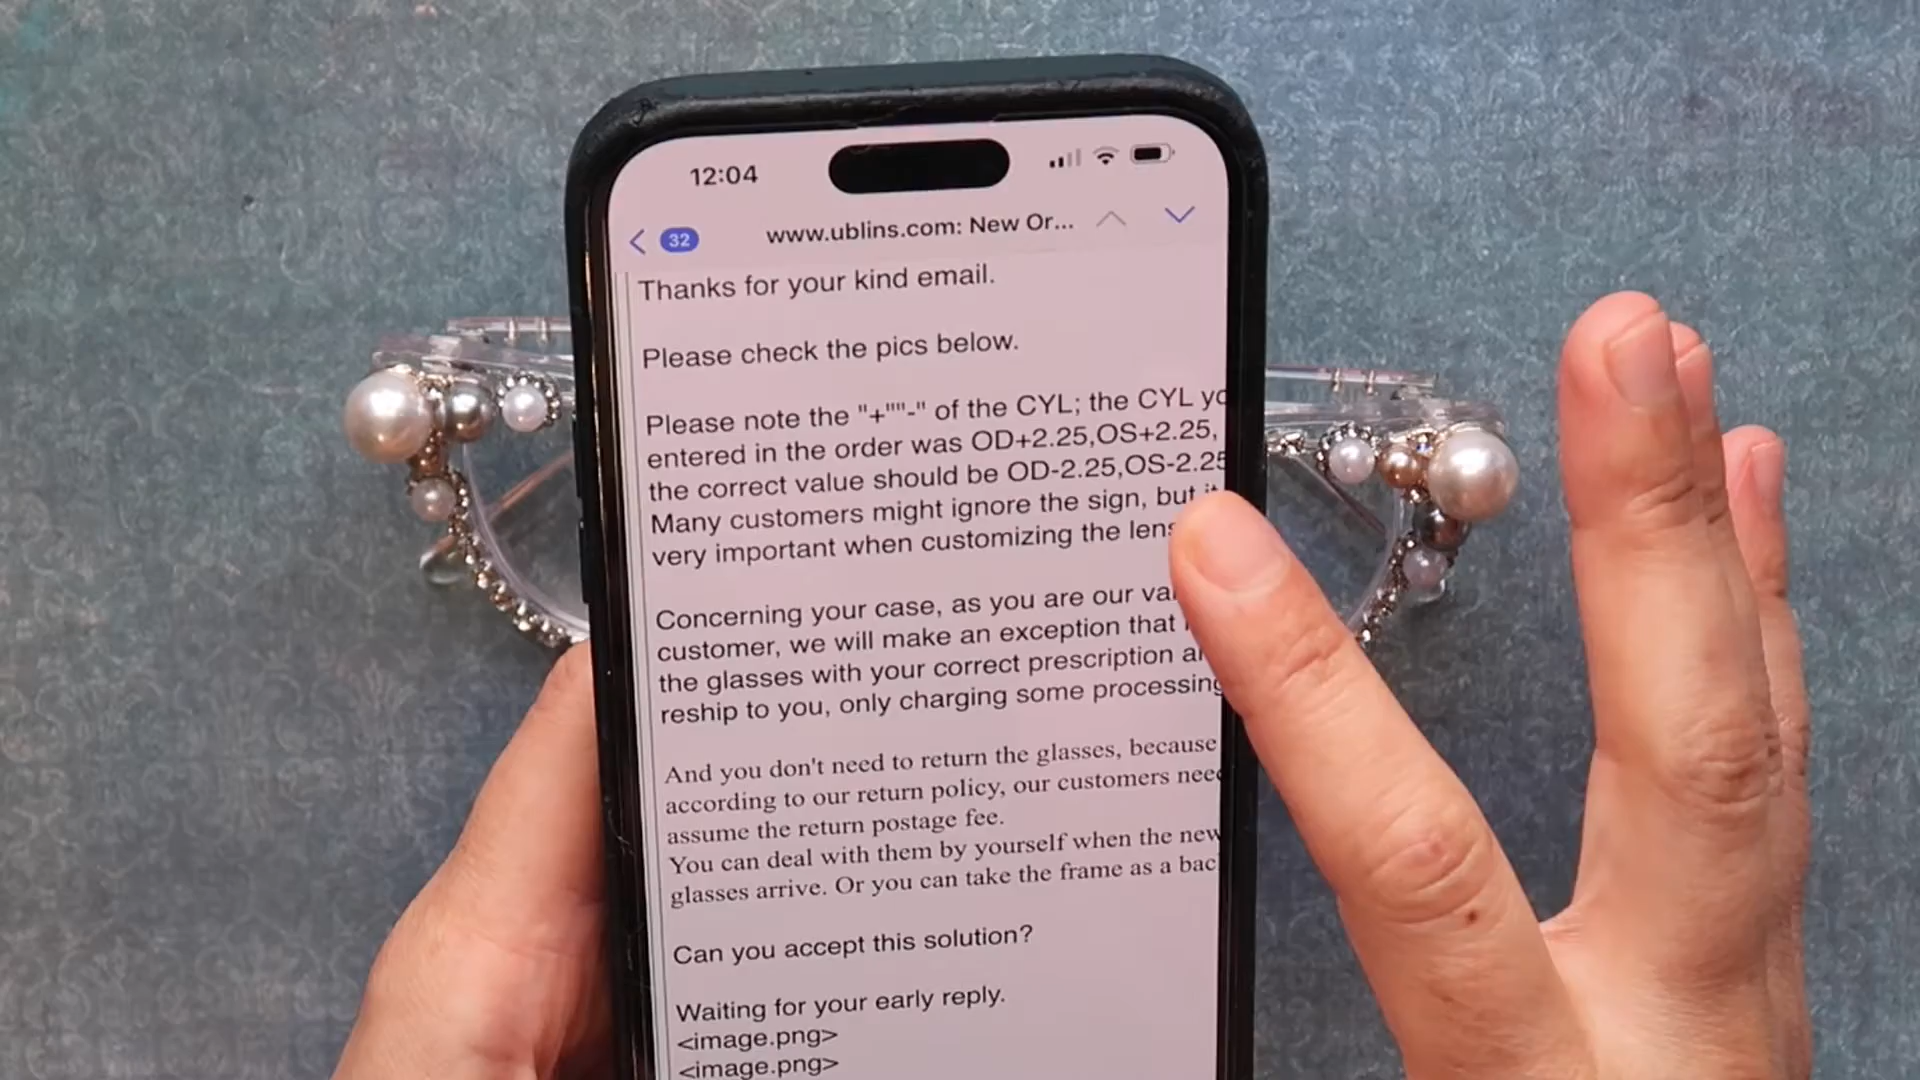 12:04
32
www.ublins.com: New Or...
Thanks for your kind email.
Please check the pics below.
Please note the "+""-" of the CYL; the CYL yo
entered in the order was OD+2.25,OS+2.25,
the correct value should be OD-2.25,OS-2.25
Many customers might ignore the sign, but
very important when customizing the lens
Concerning your case, as you are our
customer, we will make an exception that
the glasses with your correct prescription
reship to you, only charging some processing
And you don't need to return the glasses, because
according to our return policy, our customers need
assume the return postage fee.
You can deal with them by yourself when the new
glasses arrive. Or you can take the frame as a bac
Can you accept this solution?
Waiting for your early reply.
<image.png>
<image.png>